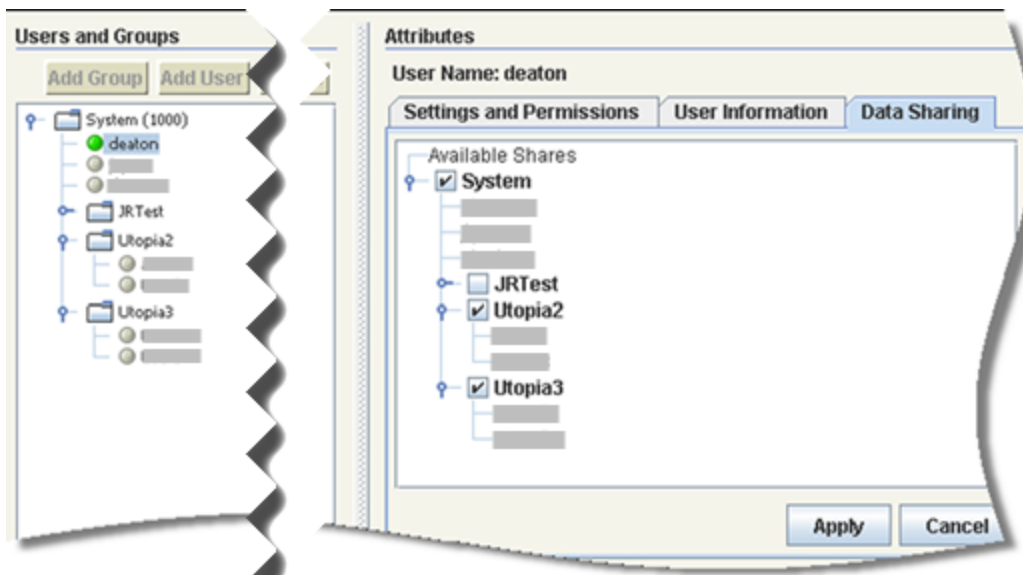 Users and Groups
Add Group
Add User
System (1000)
deaton
JRTest
Utopia2
Utopia3
Attributes
User Name: deaton
Settings and Permissions
User Information
Data Sharing
Available Shares
System
JRTest
Utopia2
Utopia3
Apply
Cancel